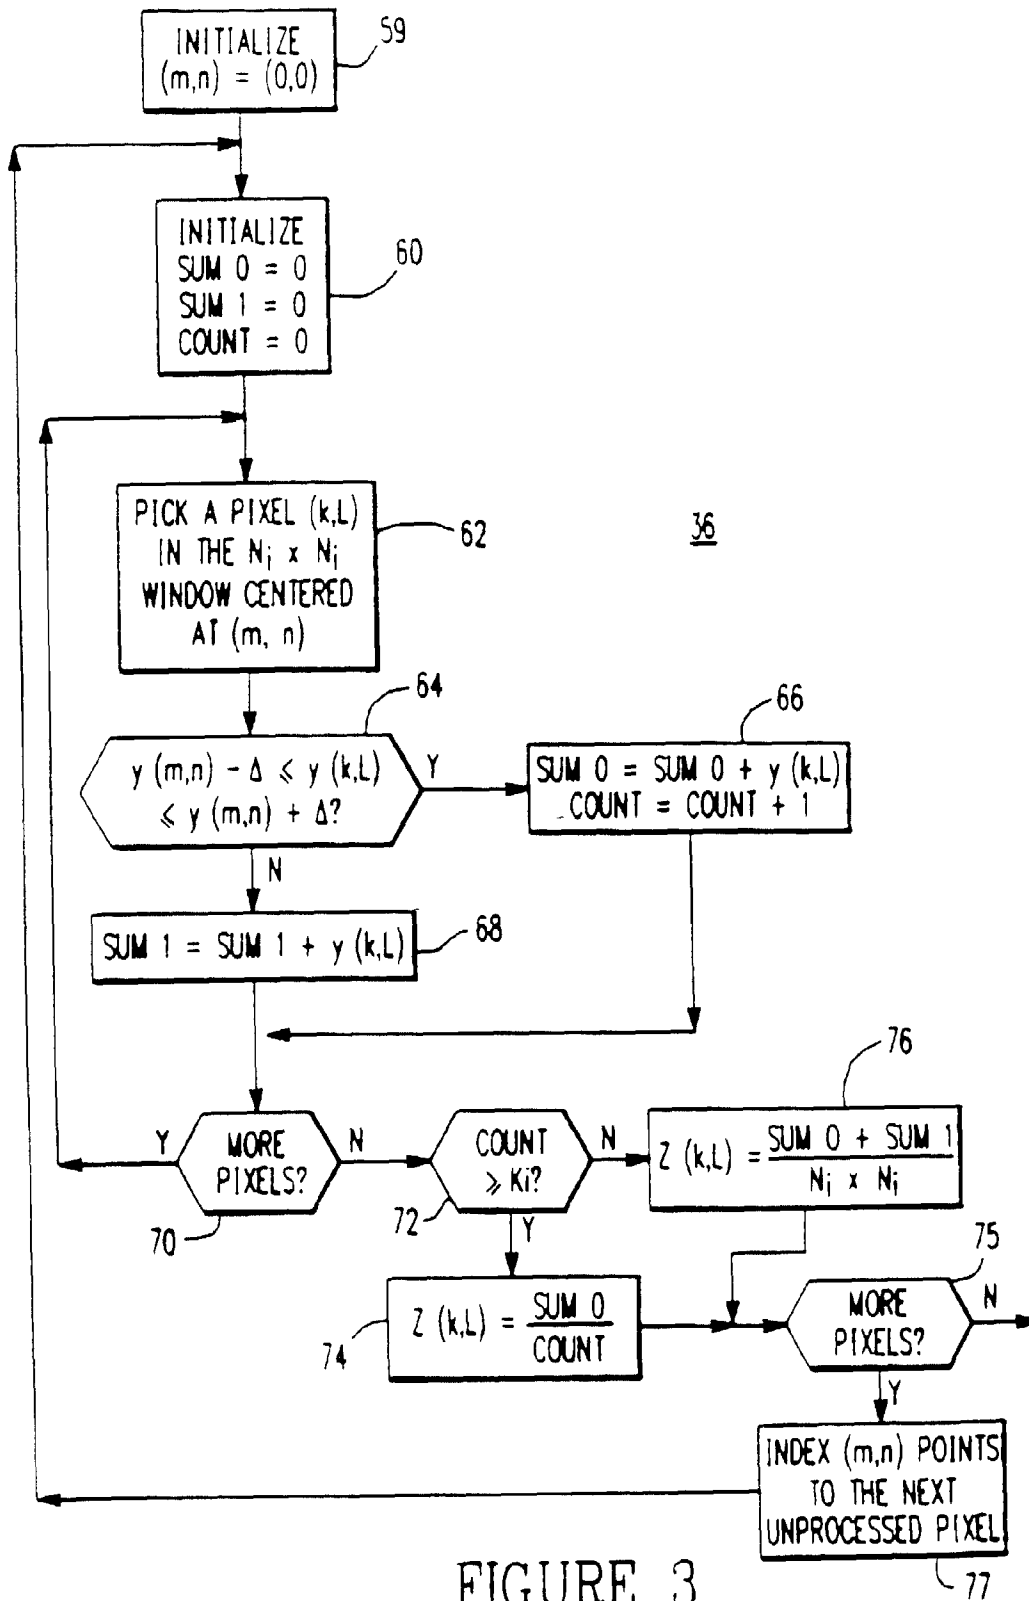 INITIALIZE
(m,n) = (0,0)
59
INITIALIZE
SUM 0 = 0
SUM 1 = 0
COUNT = 0
60
PICK A PIXEL (k,L)
IN THE Ni x Ni
WINDOW CENTERED
AT (m, n)
62
36
64
y (m,n) - Δ ⩽ y (k,L)
⩽ y (m,n) + Δ?
Y
N
66
SUM 0 = SUM 0 + y (k,L)
COUNT = COUNT + 1
SUM 1 = SUM 1 + y (k,L)
68
Y
MORE
PIXELS?
N
70
COUNT
⩾ Ki?
N
Y
72
76
Z (k,L) = SUM 0 + SUM 1
Ni x Ni
Z (k,L) = SUM 0
COUNT
74
75
MORE
PIXELS?
N
Y
INDEX (m,n) POINTS
TO THE NEXT
UNPROCESSED PIXEL
77
FIGURE 3